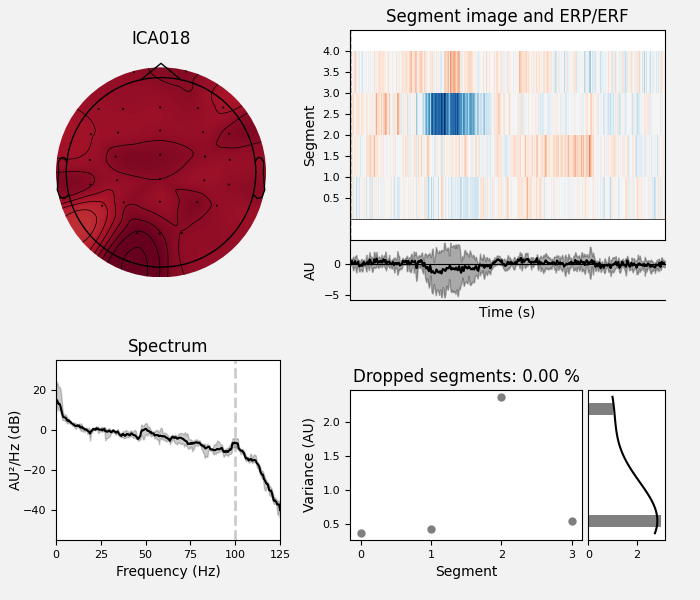 ICA018
Segment image and ERP/ERF
Segment
4.0
3.5
3.0
2.5
2.0
1.5
1.0
0.5
AU
0
−5
Time (s)
Spectrum
AU²/Hz (dB)
20
0
−20
−40
0 25 50 75 100 125
Frequency (Hz)
Dropped segments: 0.00 %
Variance (AU)
2.0
1.5
1.0
0.5
0 1 2 3
Segment
0 2